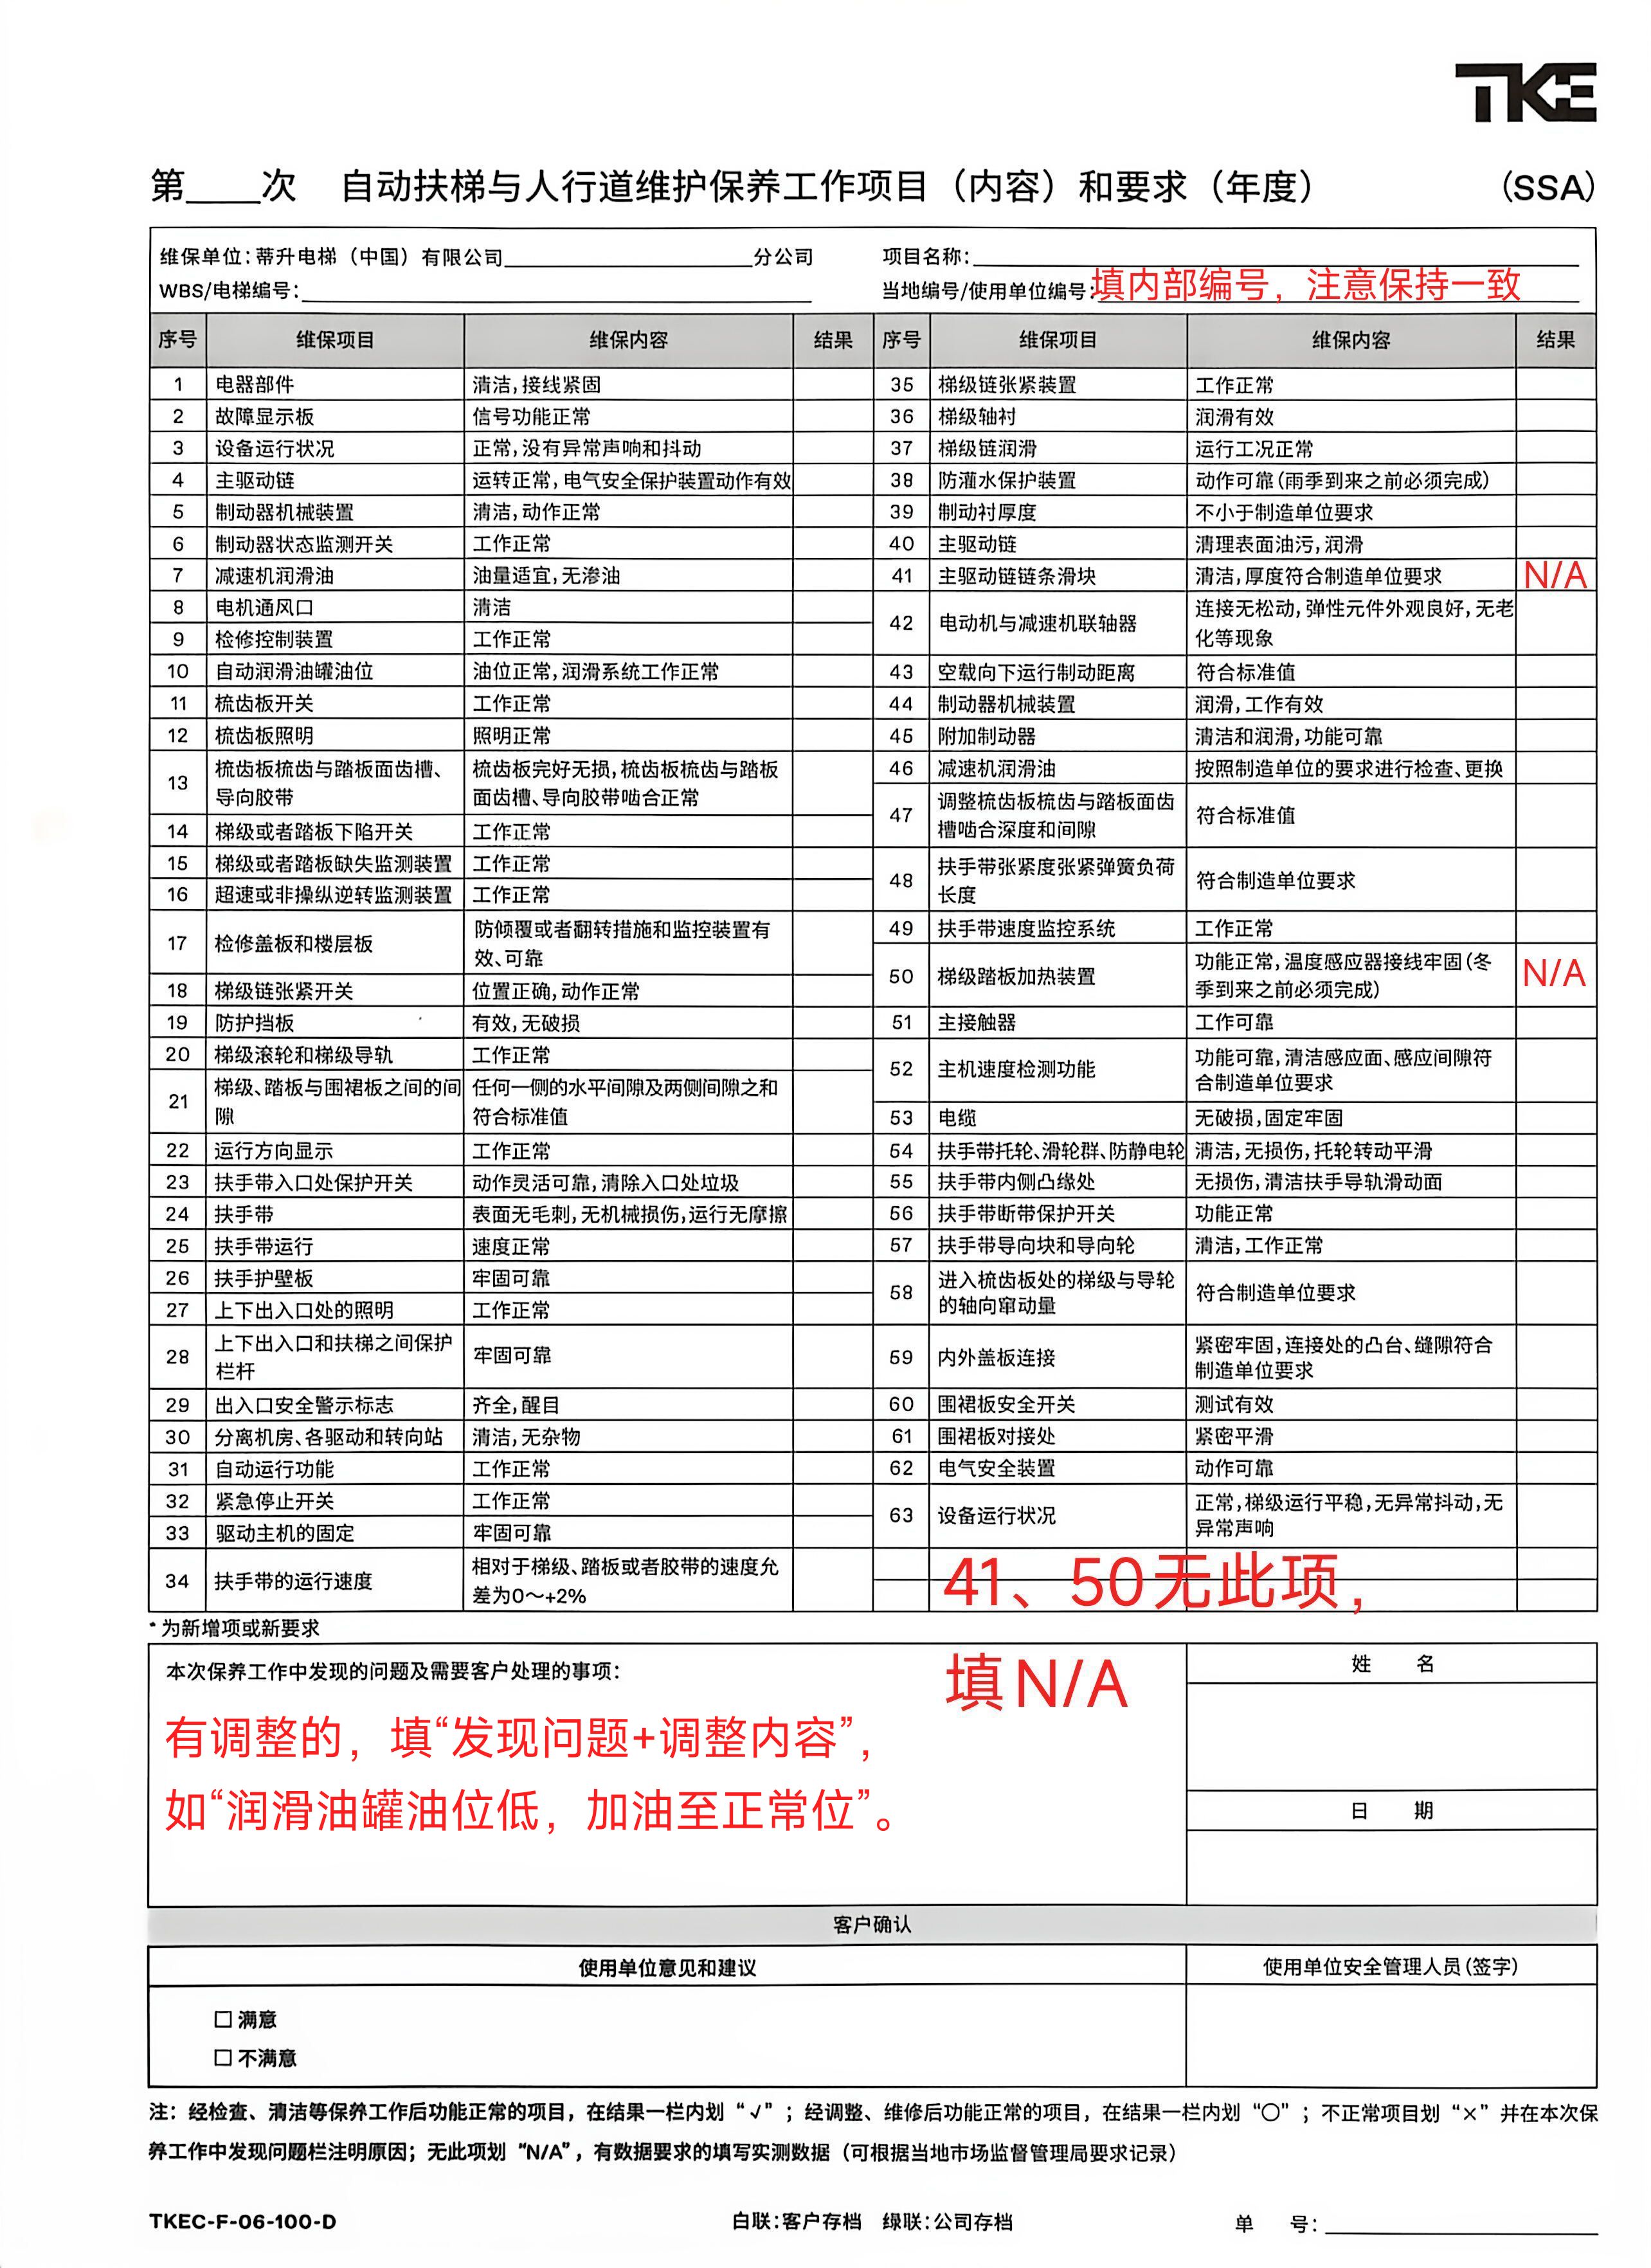 TKE
第____次 自动扶梯与人行道维护保养工作项目（内容）和要求（年度） （SSA）
维保单位：蒂升电梯（中国）有限公司____分公司 项目名称：
WBS/电梯编号： 当地编号/使用单位编号：填内部编号，注意保持一致
序号 维保项目 维保内容 结果 序号 维保项目 维保内容 结果
1 电器部件 清洁，接线紧固 35 梯级链张紧装置 工作正常
2 故障显示板 信号功能正常 36 梯级轴衬 润滑有效
3 设备运行状况 正常，没有异常声响和抖动 37 梯级链润滑 运行工况正常
4 主驱动链 运转正常，电气安全保护装置动作有效 38 防灌水保护装置 动作可靠（雨季到来之前必须完成）
5 制动器机械装置 清洁，动作正常 39 制动衬厚度 不小于制造单位要求
6 制动器状态监测开关 工作正常 40 主驱动链 清理表面油污，润滑
7 减速机润滑油 油量适宜，无渗油 41 主驱动链链条滑块 清洁，厚度符合制造单位要求 N/A
8 电机通风口 清洁 42 电动机与减速机联轴器 连接无松动，弹性元件外观良好，无老
化等现象
9 检修控制装置 工作正常
10 自动润滑油罐油位 油位正常，润滑系统工作正常 43 空载向下运行制动距离 符合标准值
11 梳齿板开关 工作正常 44 制动器机械装置 润滑，工作有效
12 梳齿板照明 照明正常 45 附加制动器 清洁和润滑，功能可靠
13 梳齿板梳齿与踏板面齿槽、 梳齿板完好无损，梳齿板梳齿与踏板 46 减速机润滑油 按照制造单位的要求进行检查、更换
导向胶带 面齿槽、导向胶带啮合正常 47 调整梳齿板梳齿与踏板面齿 符合标准值
槽啮合深度和间隙
14 梯级或者踏板下陷开关 工作正常
15 梯级或者踏板缺失监测装置 工作正常 48 扶手带张紧度张紧弹簧负荷 符合制造单位要求
长度
16 超速或非操纵逆转监测装置 工作正常
17 检修盖板和楼层板 防倾覆或者翻转措施和监控装置有 49 扶手带速度监控系统 工作正常
效、可靠 50 梯级踏板加热装置 功能正常，温度感应器接线牢固（冬 N/A
季到来之前必须完成）
18 梯级链张紧开关 位置正确，动作正常
19 防护挡板 有效，无破损 51 主接触器 工作可靠
20 梯级滚轮和梯级导轨 工作正常 52 主机速度检测功能 功能可靠，清洁感应面、感应间隙符
合制造单位要求
21 梯级、踏板与围裙板之间的间 任何一侧的水平间隙及两侧间隙之和
隙 符合标准值 53 电缆 无破损，固定牢固
22 运行方向显示 工作正常 54 扶手带托轮、滑轮群、防静电轮 清洁，无损伤，托轮转动平滑
23 扶手带入口处保护开关 动作灵活可靠，清除入口处垃圾 55 扶手带内侧凸缘处 无损伤，清洁扶手导轨滑动面
24 扶手带 表面无毛刺，无机械损伤，运行无摩擦 56 扶手带断带保护开关 功能正常
25 扶手带运行 速度正常 57 扶手带导向块和导向轮 清洁，工作正常
26 扶手护壁板 牢固可靠 58 进入梳齿板处的梯级与导轮 符合制造单位要求
的轴向窜动量
27 上下出入口处的照明 工作正常
28 上下出入口和扶梯之间保护 牢固可靠 59 内外盖板连接 紧密牢固，连接处的凸台、缝隙符合
栏杆 制造单位要求
29 出入口安全警示标志 齐全，醒目 60 围裙板安全开关 测试有效
30 分离机房、各驱动和转向站 清洁，无杂物 61 围裙板对接处 紧密平滑
31 自动运行功能 工作正常 62 电气安全装置 动作可靠
32 紧急停止开关 工作正常 63 设备运行状况 正常，梯级运行平稳，无异常抖动，无
异常声响
33 驱动主机的固定 牢固可靠
34 扶手带的运行速度 相对于梯级、踏板或者胶带的速度允
差为0～+2%
41、50无此项，
*为新增项或新要求
本次保养工作中发现的问题及需要客户处理的事项： 填N/A 姓 名
有调整的，填“发现问题+调整内容”，
如“润滑油罐油位低，加油至正常位”。
日 期
客户确认
使用单位意见和建议 使用单位安全管理人员（签字）
□ 满意
□ 不满意
注：经检查、清洁等保养工作后功能正常的项目，在结果一栏内划“√”；经调整、维修后功能正常的项目，在结果一栏内划“○”；不正常项目划“×”并在本次保
养工作中发现问题栏注明原因；无此项划“N/A”，有数据要求的填写实测数据（可根据当地市场监督管理局要求记录）
TKEC-F-06-100-D 白联：客户存档 绿联：公司存档 单 号：